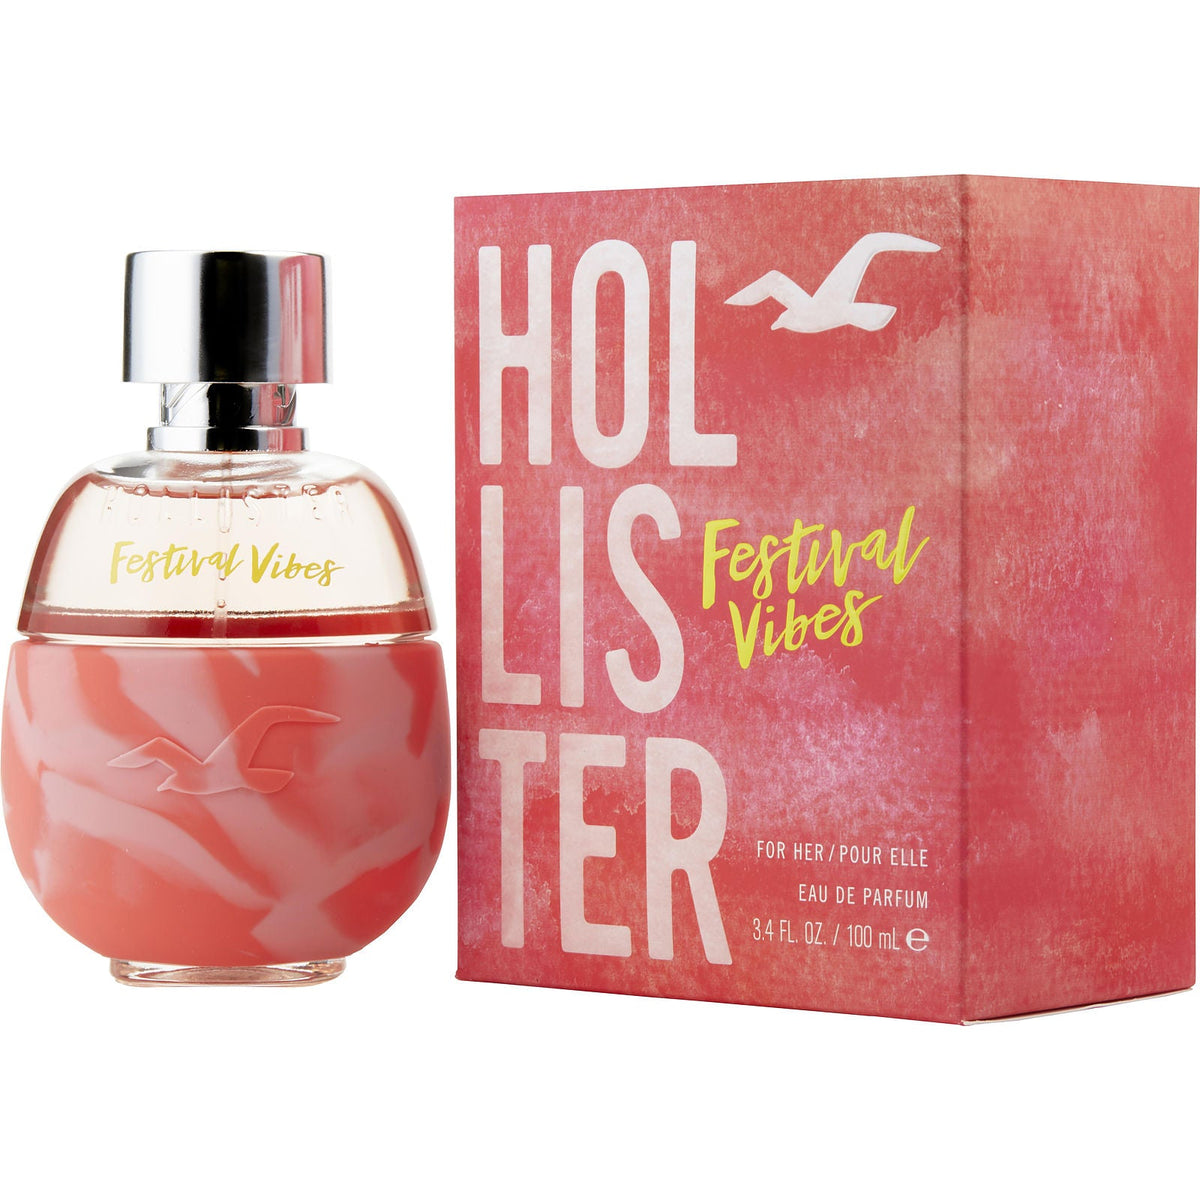 HOLLISTER
Festival Vibes
HOL
LIS
TER
Festival
Vibes
FOR HER / POUR ELLE
EAU DE PARFUM
3.4 FL. OZ. / 100 mL ℮